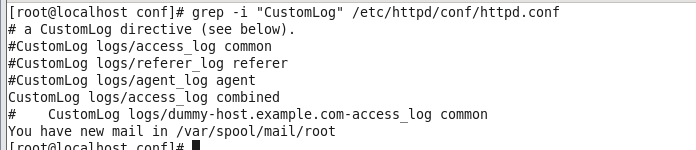 [root@localhost conf]# grep -i "CustomLog" /etc/httpd/conf/httpd.conf
# a CustomLog directive (see below).
#CustomLog logs/access_log common
#CustomLog logs/referer_log referer
#CustomLog logs/agent_log agent
CustomLog logs/access_log combined
#    CustomLog logs/dummy-host.example.com-access_log common
You have new mail in /var/spool/mail/root
[root@localhost conf]#